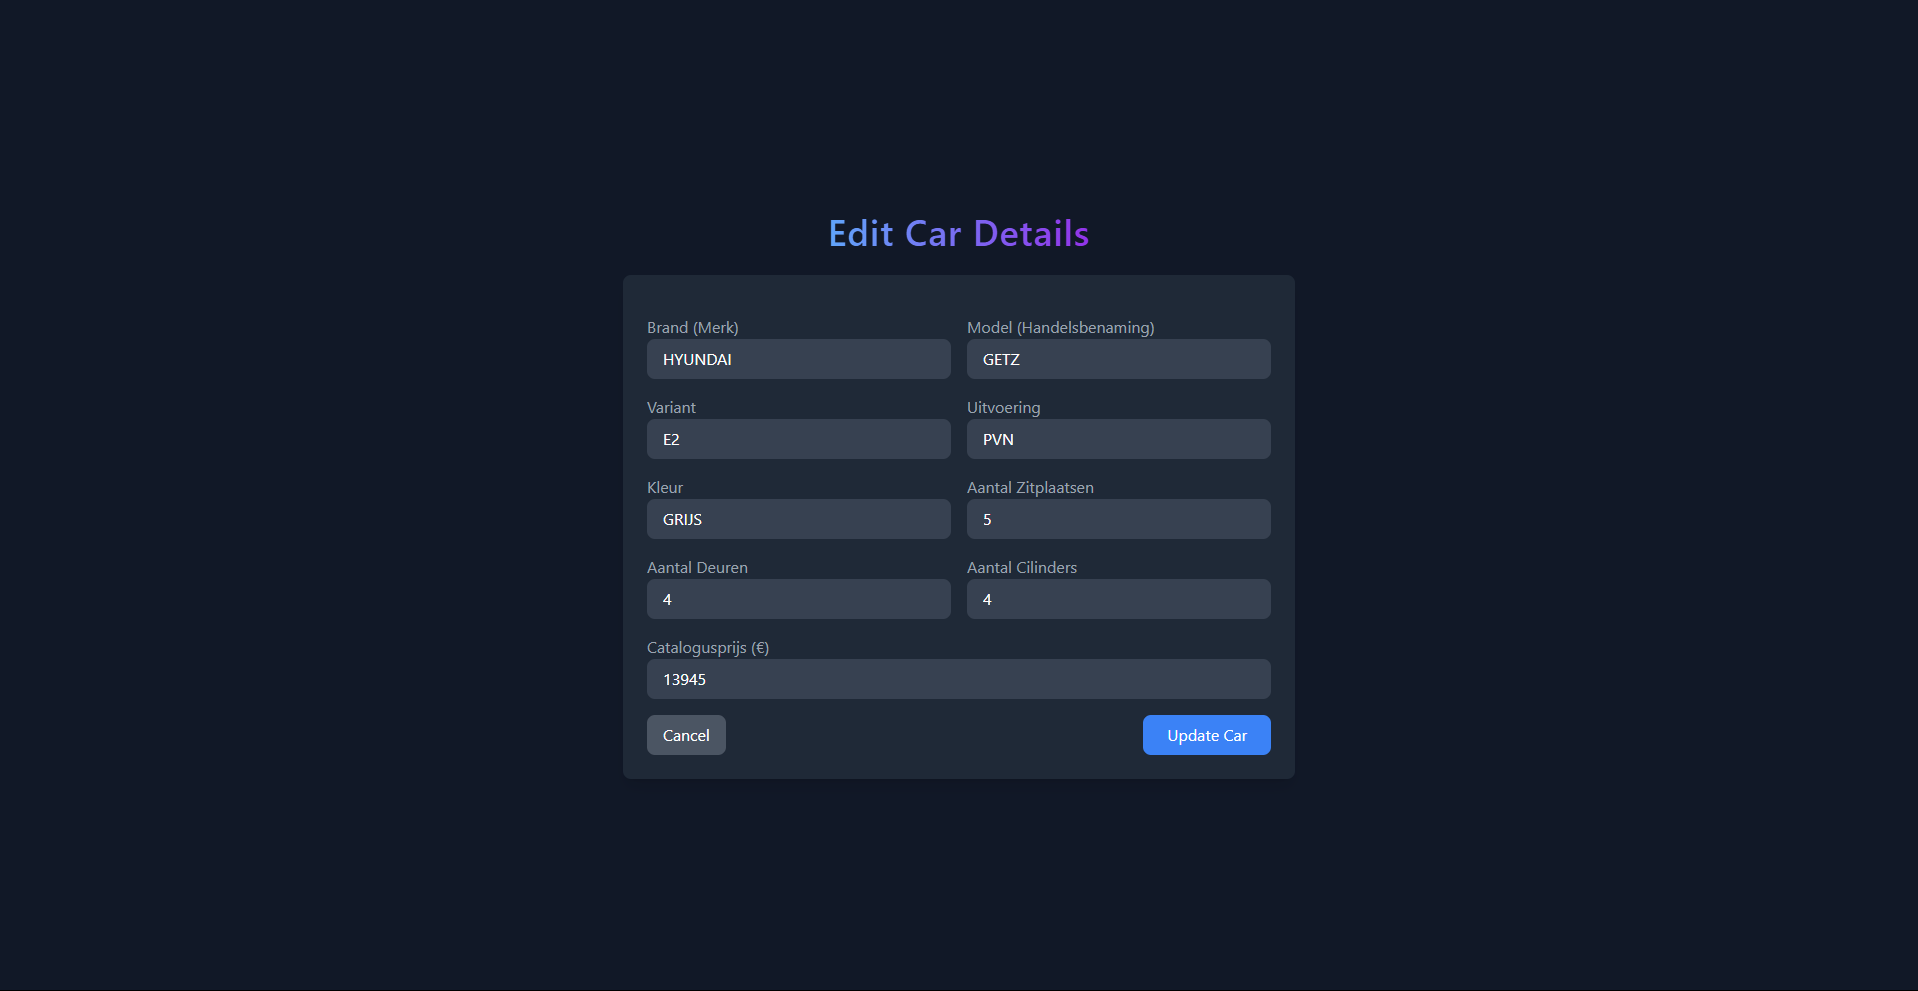 Edit Car Details
Brand (Merk)
Model (Handelsbenaming)
HYUNDAI
GETZ
Variant
Uitvoering
E2
PVN
Kleur
Aantal Zitplaatsen
GRIJS
5
Aantal Deuren
Aantal Cilinders
4
4
Catalogusprijs (€)
13945
Cancel
Update Car